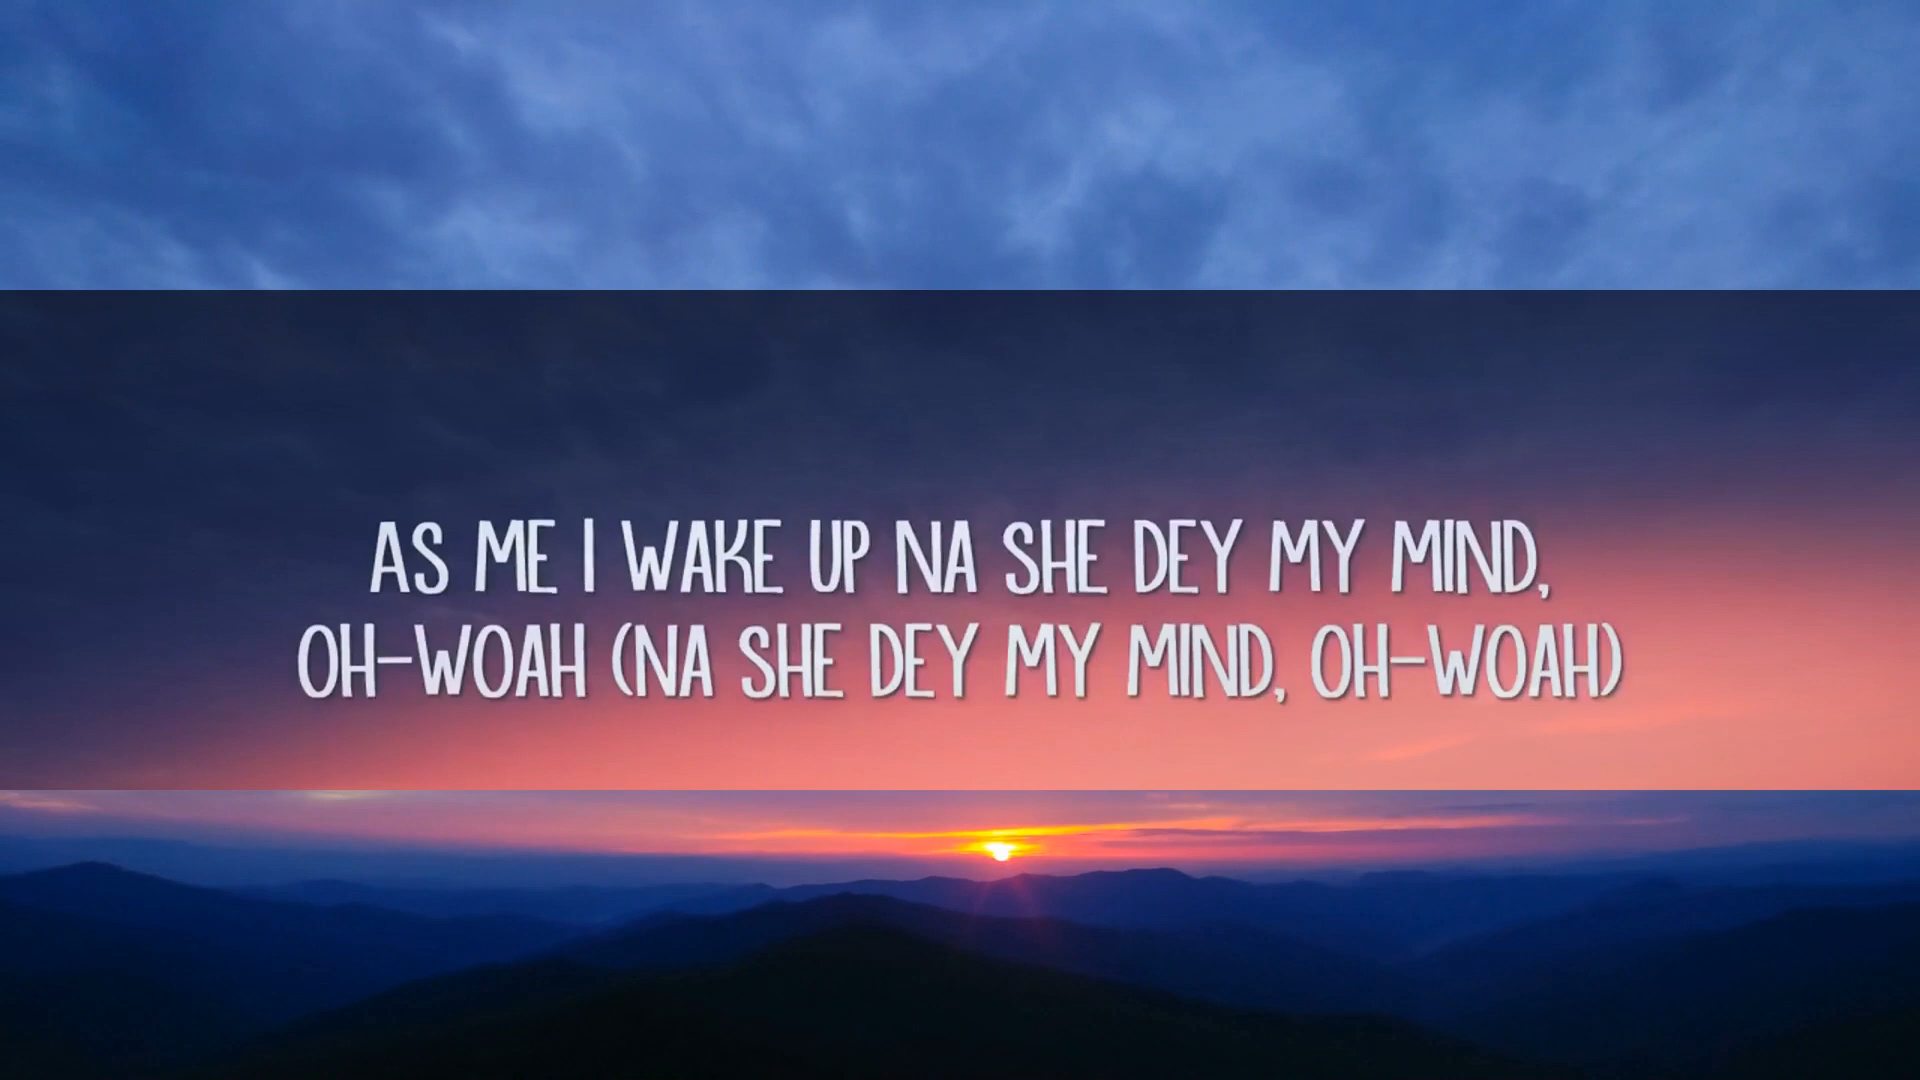 AS ME I WAKE UP NA SHE DEY MY MIND,
OH-WOAH (NA SHE DEY MY MIND, OH-WOAH)